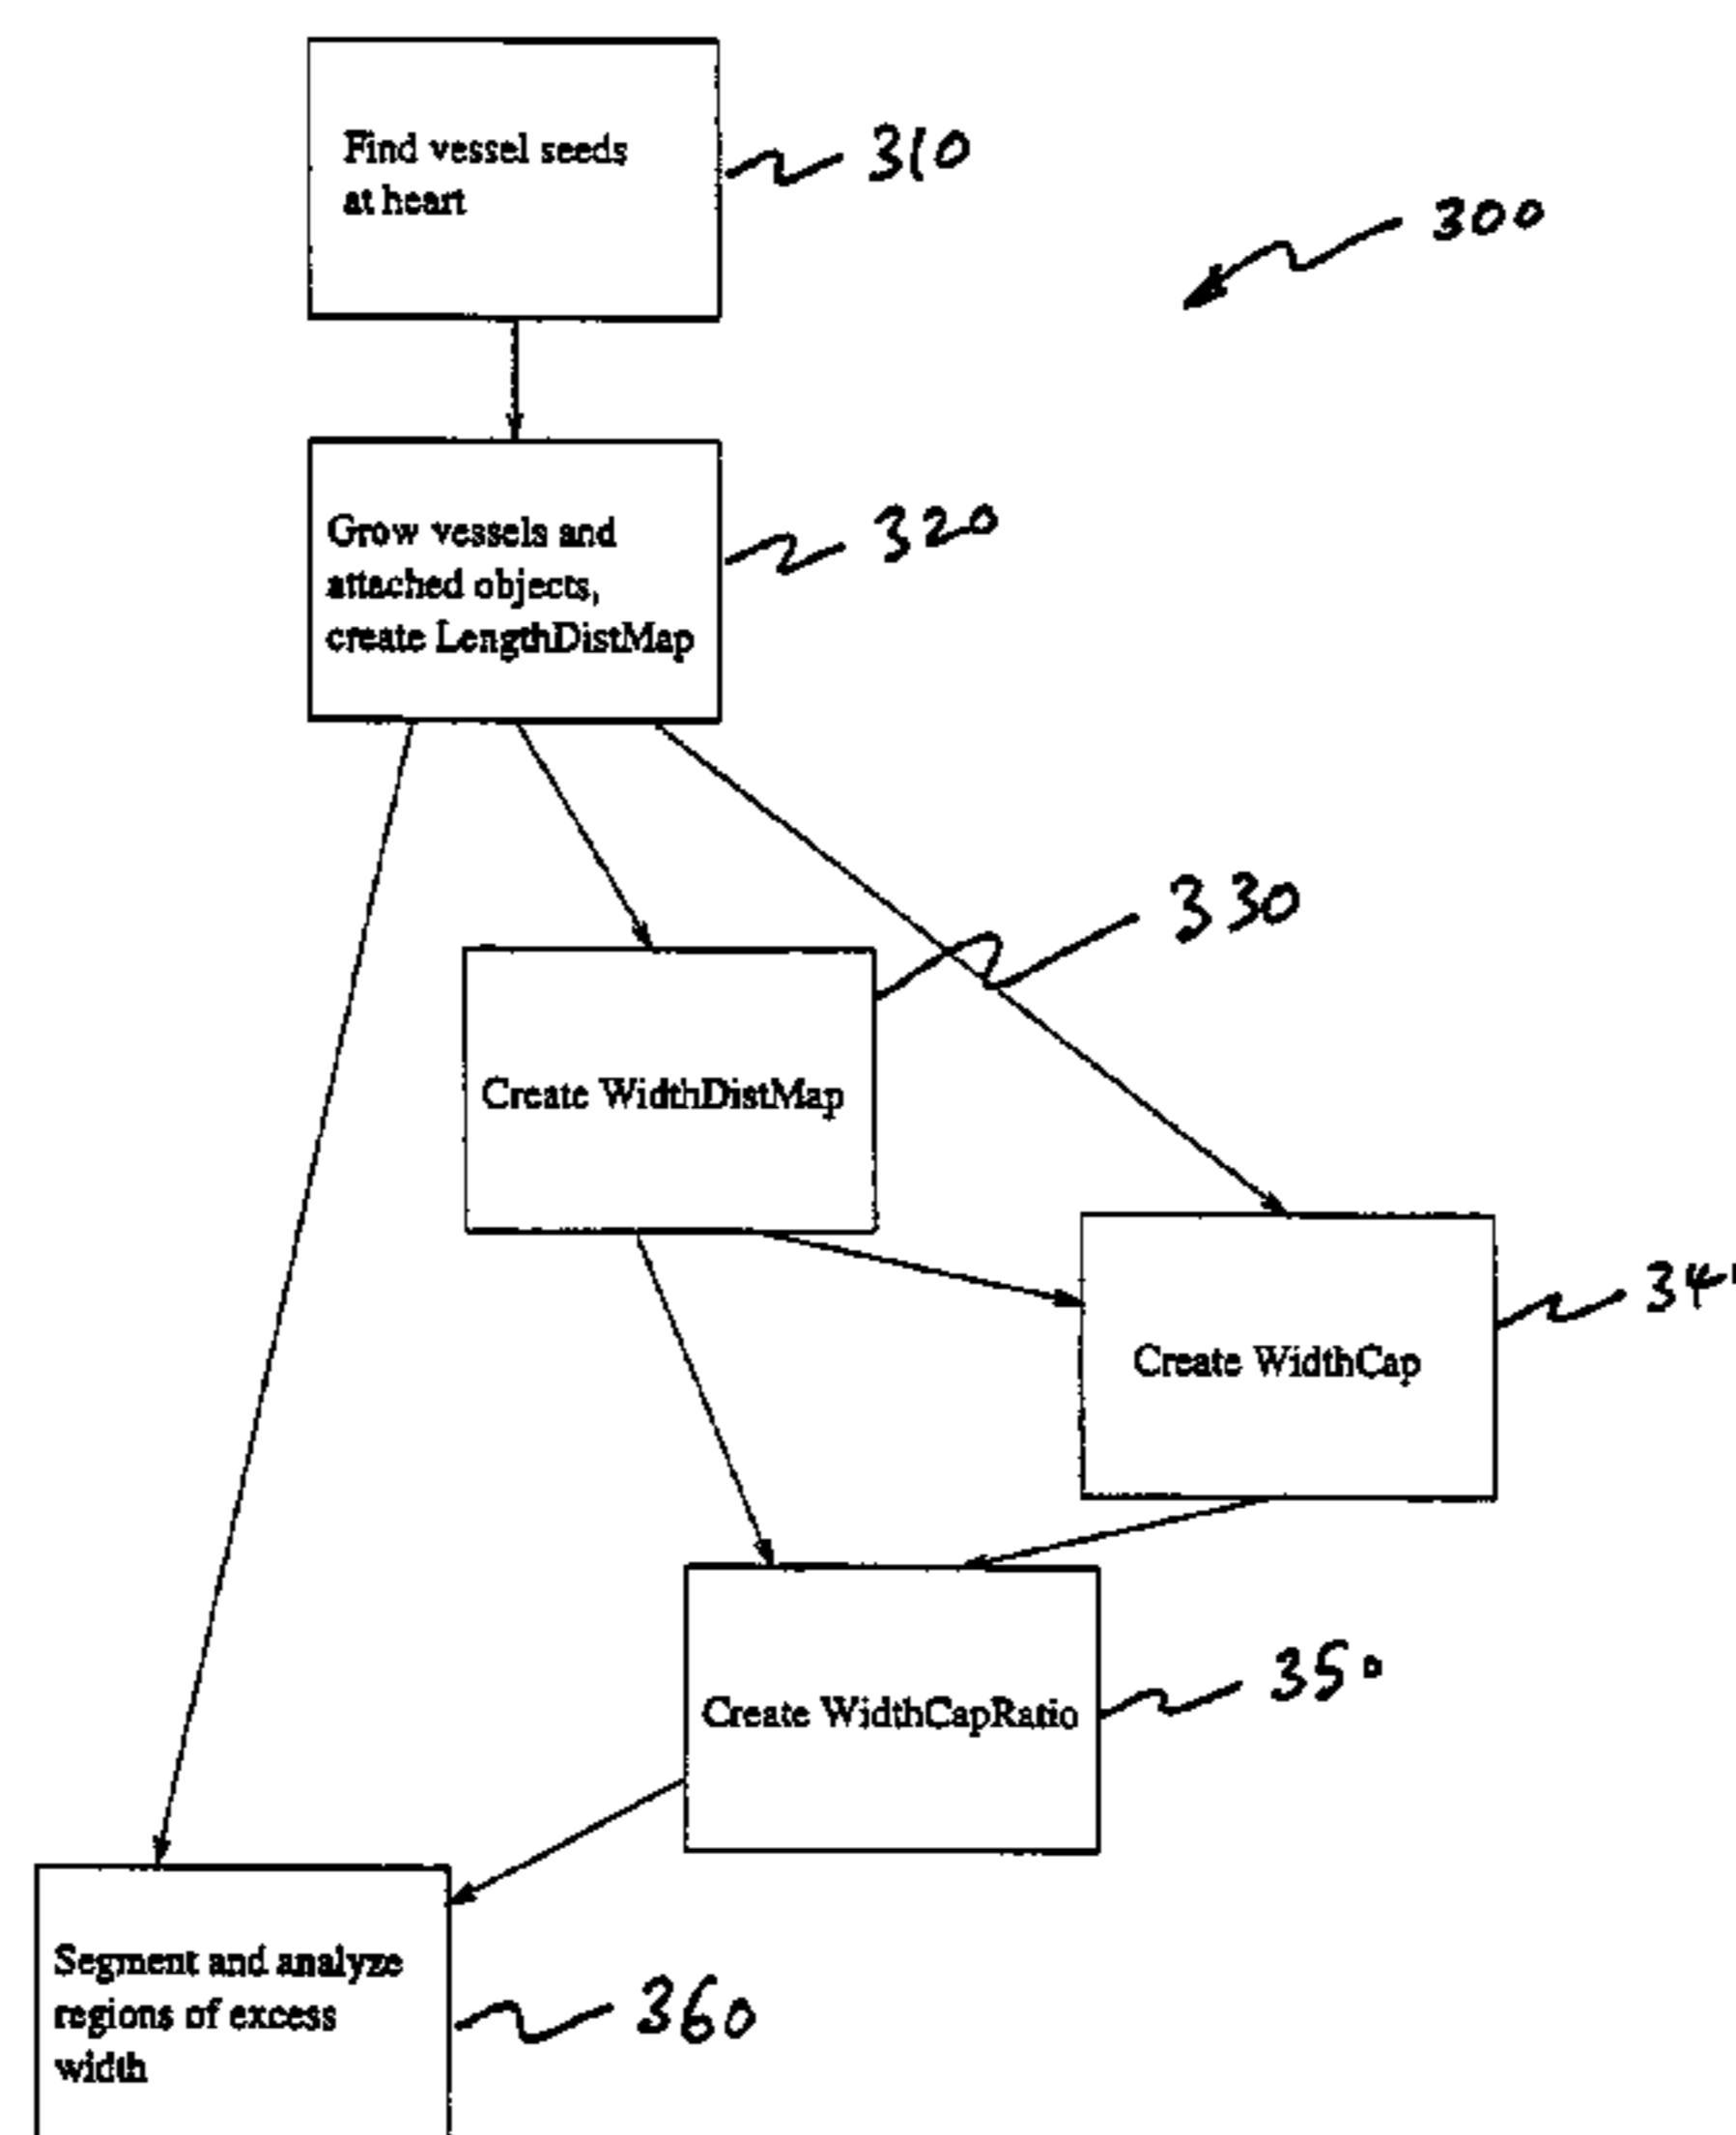 Find vessel seeds
at heart
310
300
Grow vessels and
attached objects,
create LengthDistMap
320
330
Create WidthDistMap
Create WidthCap
34
Create WidthCapRatio
350
Segment and analyze
regions of excess
width
360